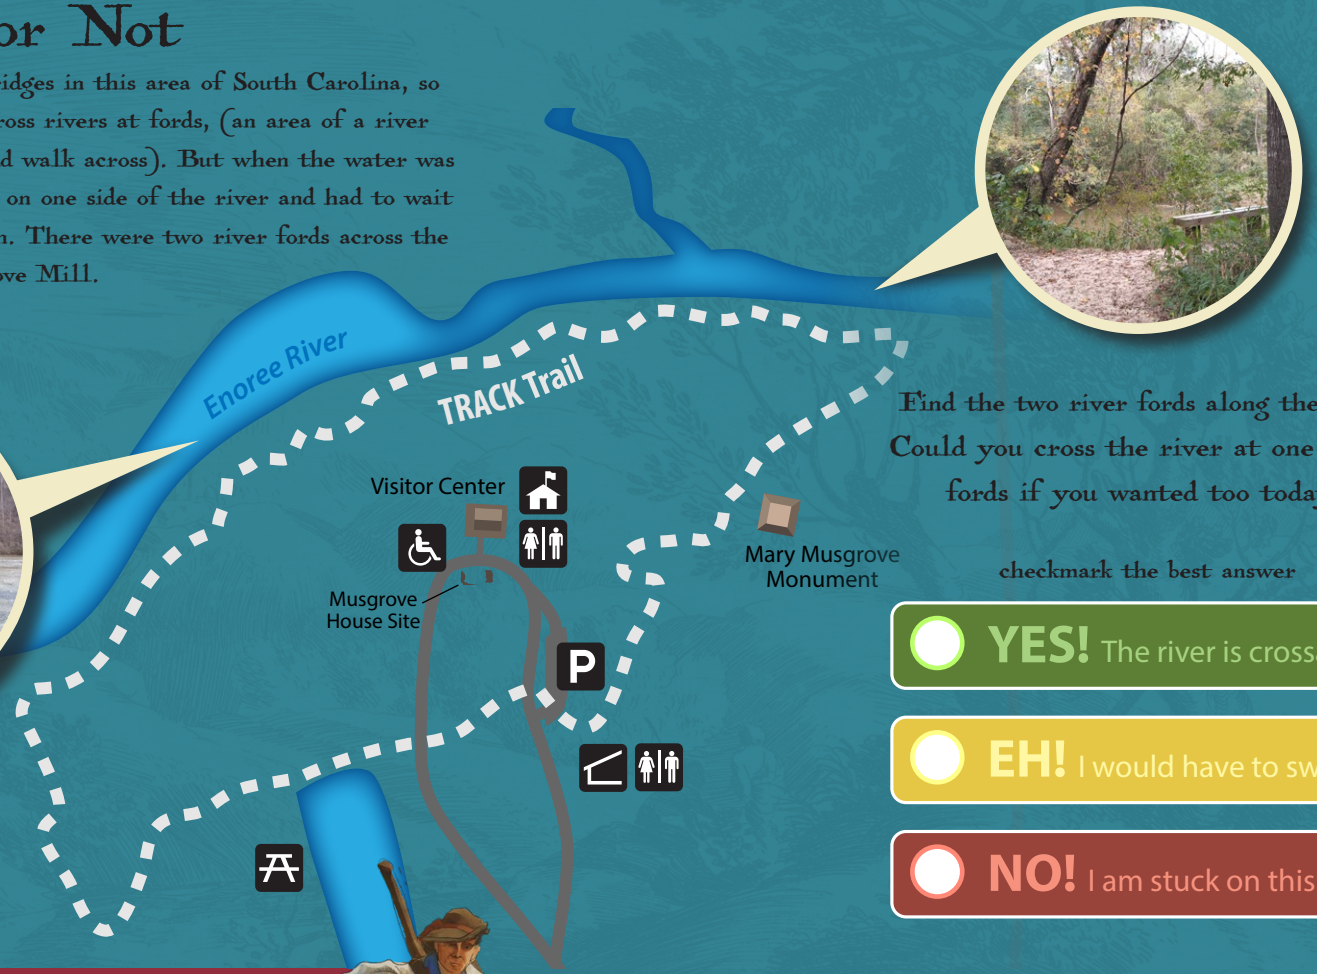 or Not
ridges in this area of South Carolina, so
ross rivers at fords, (an area of a river
d walk across). But when the water was
on one side of the river and had to wait
n. There were two river fords across the
ove Mill.
Enoree River
TRACK Trail
Find the two river fords along the
Could you cross the river at one
fords if you wanted too today
Visitor Center
Mary Musgrove
Monument
Musgrove
House Site
P
checkmark the best answer
YES! The river is crossa
EH! I would have to sw
NO! I am stuck on this